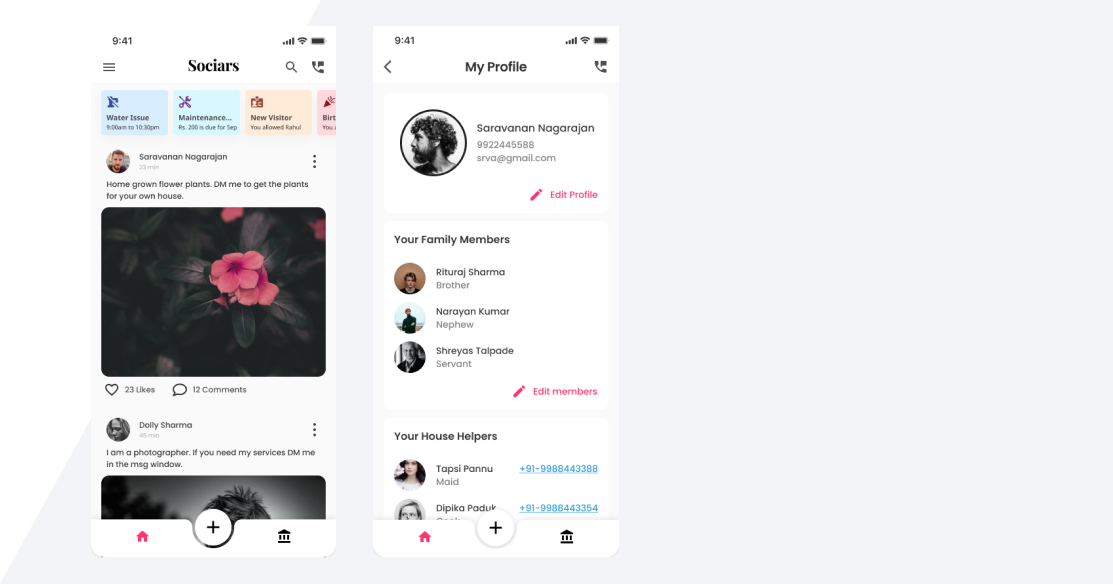 9:41
Sociars
Water Issue
9:00am to 10:30pm
Maintenance...
Rs. 200 is due for Sep
New Visitor
You allowed Rahul
Birt
You a
Saravanan Nagarajan
23 min
Home grown flower plants. DM me to get the plants
for your own house.
23 Likes
12 Comments
Dolly Sharma
45 min
I am a photographer. If you need my services DM me
in the msg window.
9:41
My Profile
Saravanan Nagarajan
9922445588
srva@gmail.com
Edit Profile
Your Family Members
Rituraj Sharma
Brother
Narayan Kumar
Nephew
Shreyas Talpade
Servant
Edit members
Your House Helpers
Tapsi Pannu
+91-9988443388
Maid
Dipika Paduk
+91-9988443354